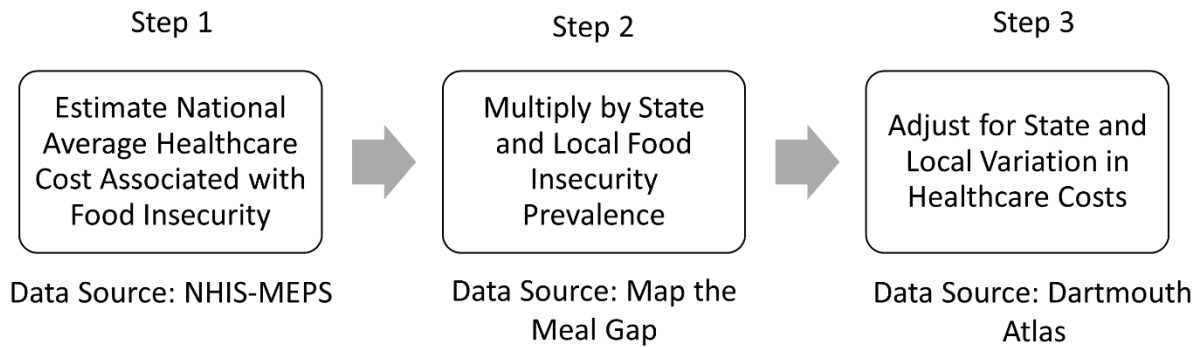 Step 1
Estimate National
Average Healthcare
Cost Associated with
Food Insecurity
Data Source: NHIS-MEPS
Step 2
Multiply by State
and Local Food
Insecurity
Prevalence
Data Source: Map the
Meal Gap
Step 3
Adjust for State and
Local Variation in
Healthcare Costs
Data Source: Dartmouth
Atlas